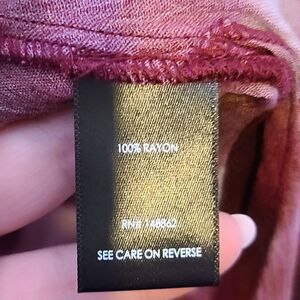 100% RAYON
RN# 148862
SEE CARE ON REVERSE